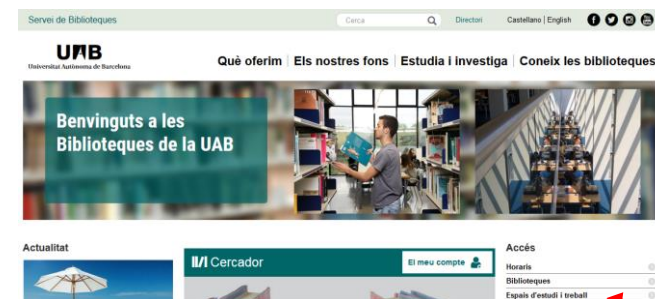 Servei de Biblioteques
Cerca
Directori
Castellano | English
UAB
Universitat Autònoma de Barcelona
Què oferim | Els nostres fons | Estudia i investiga | Coneix les biblioteques
Benvinguts a les
Biblioteques de la UAB
Actualitat
Cercador
El meu compte
Accés
Horaris
Biblioteques
Espais d'estudi i treball